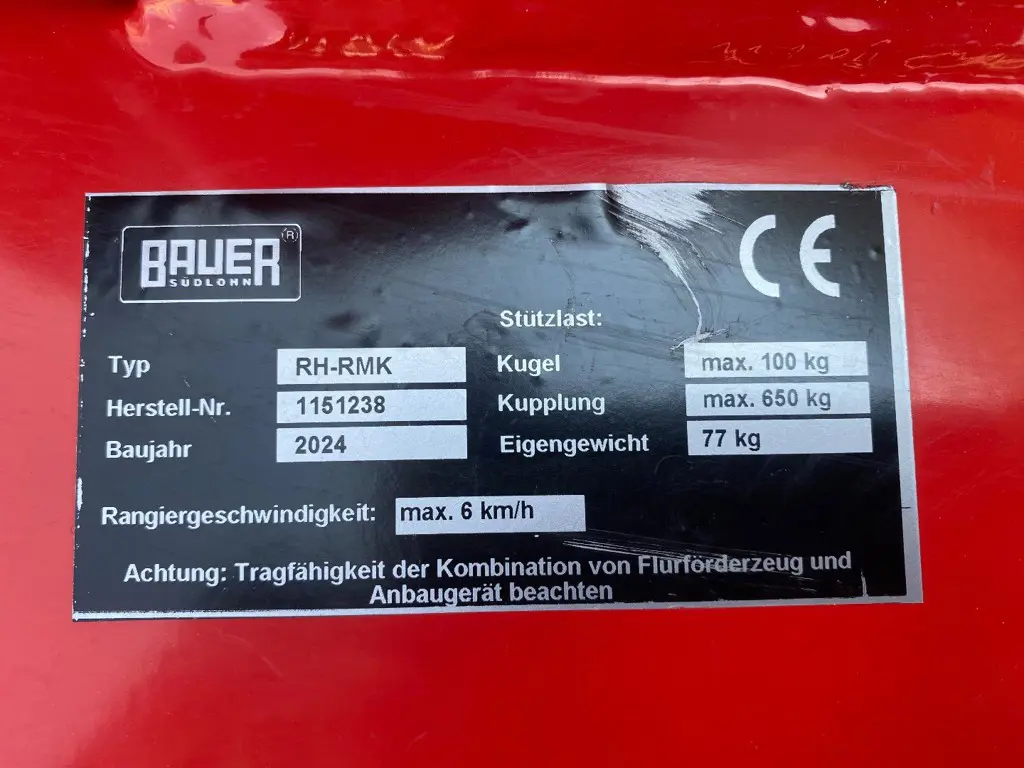 BAUER®
SÜDLOHN
CE
Stützlast:
Typ RH-RMK Kugel max. 100 kg
Herstell-Nr. 1151238 Kupplung max. 650 kg
Baujahr 2024 Eigengewicht 77 kg
Rangiergeschwindigkeit: max. 6 km/h
Achtung: Tragfähigkeit der Kombination von Flurförderzeug und
Anbaugerät beachten